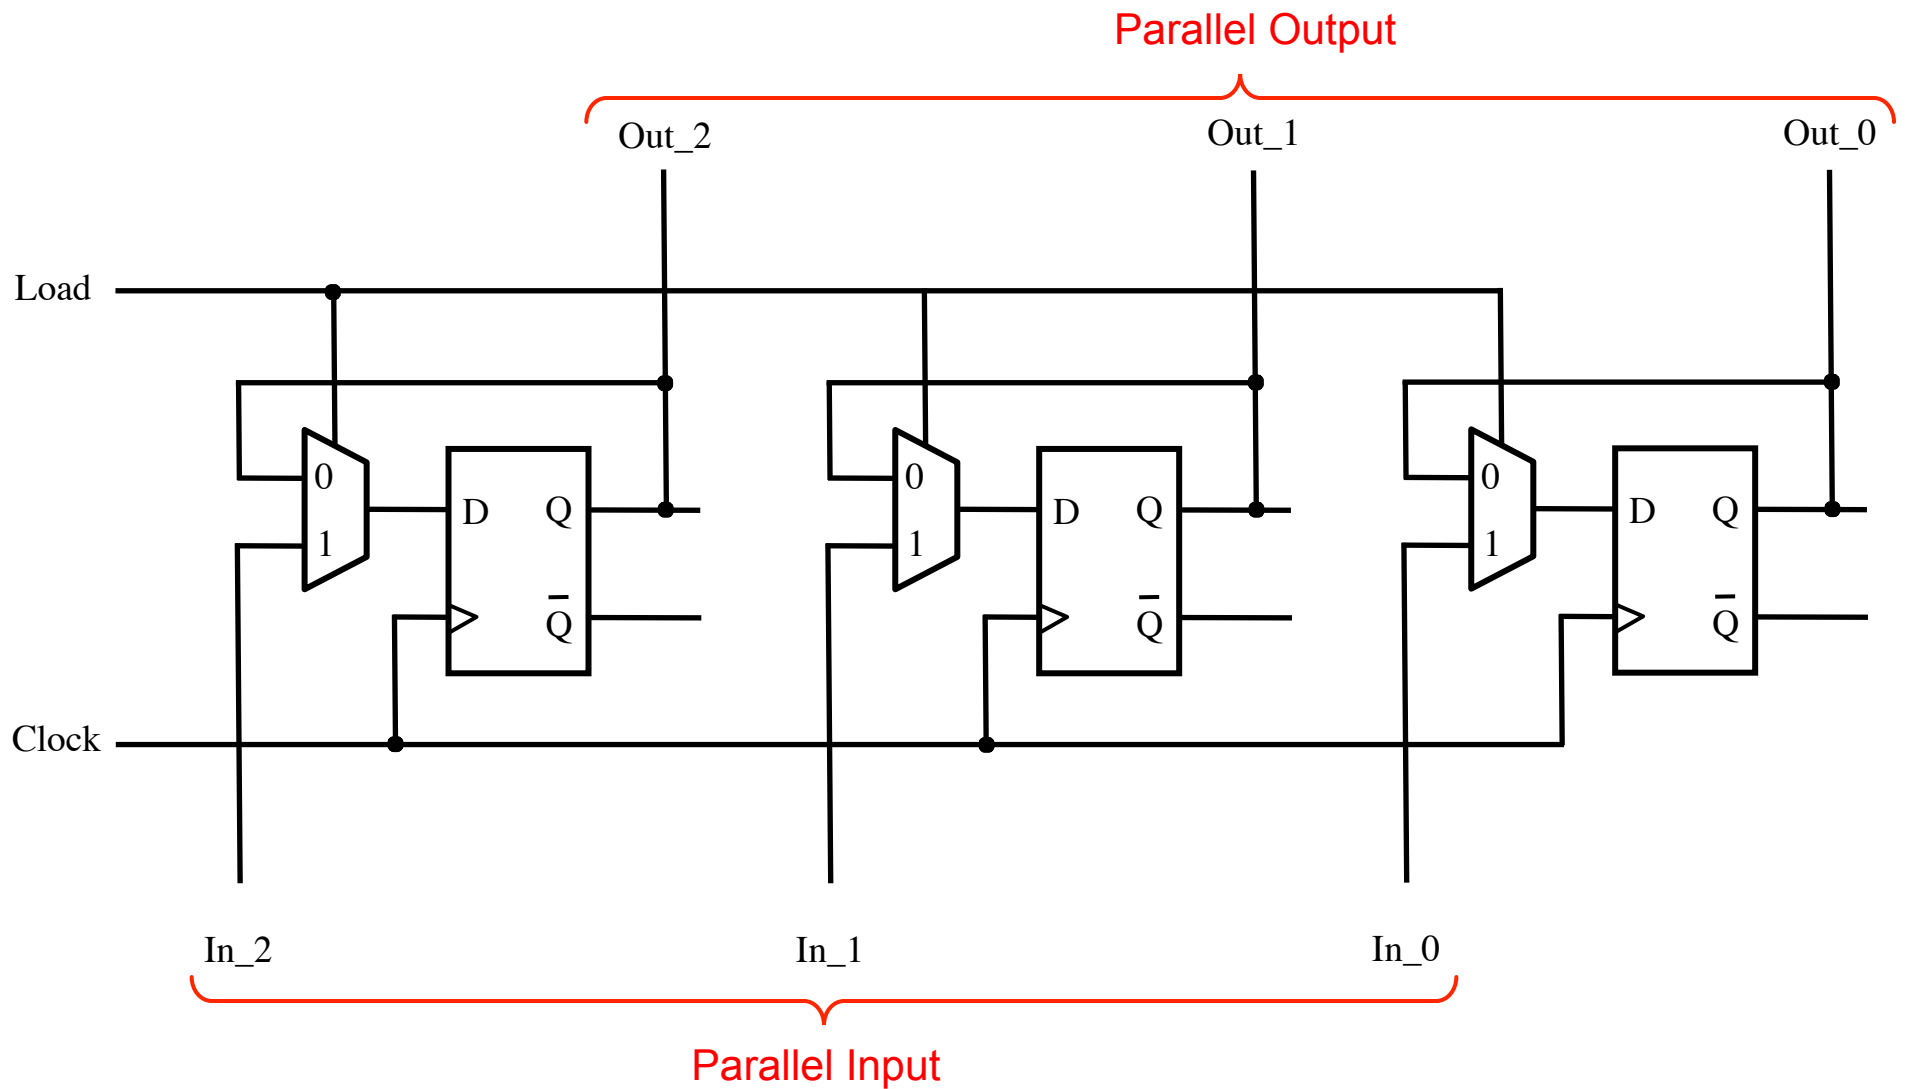 Parallel Output
Out_2 Out_1 Out_0
Load
0 0 0
D Q D Q D Q
1 1 1
Q Q Q
Clock
In_2 In_1 In_0
Parallel Input